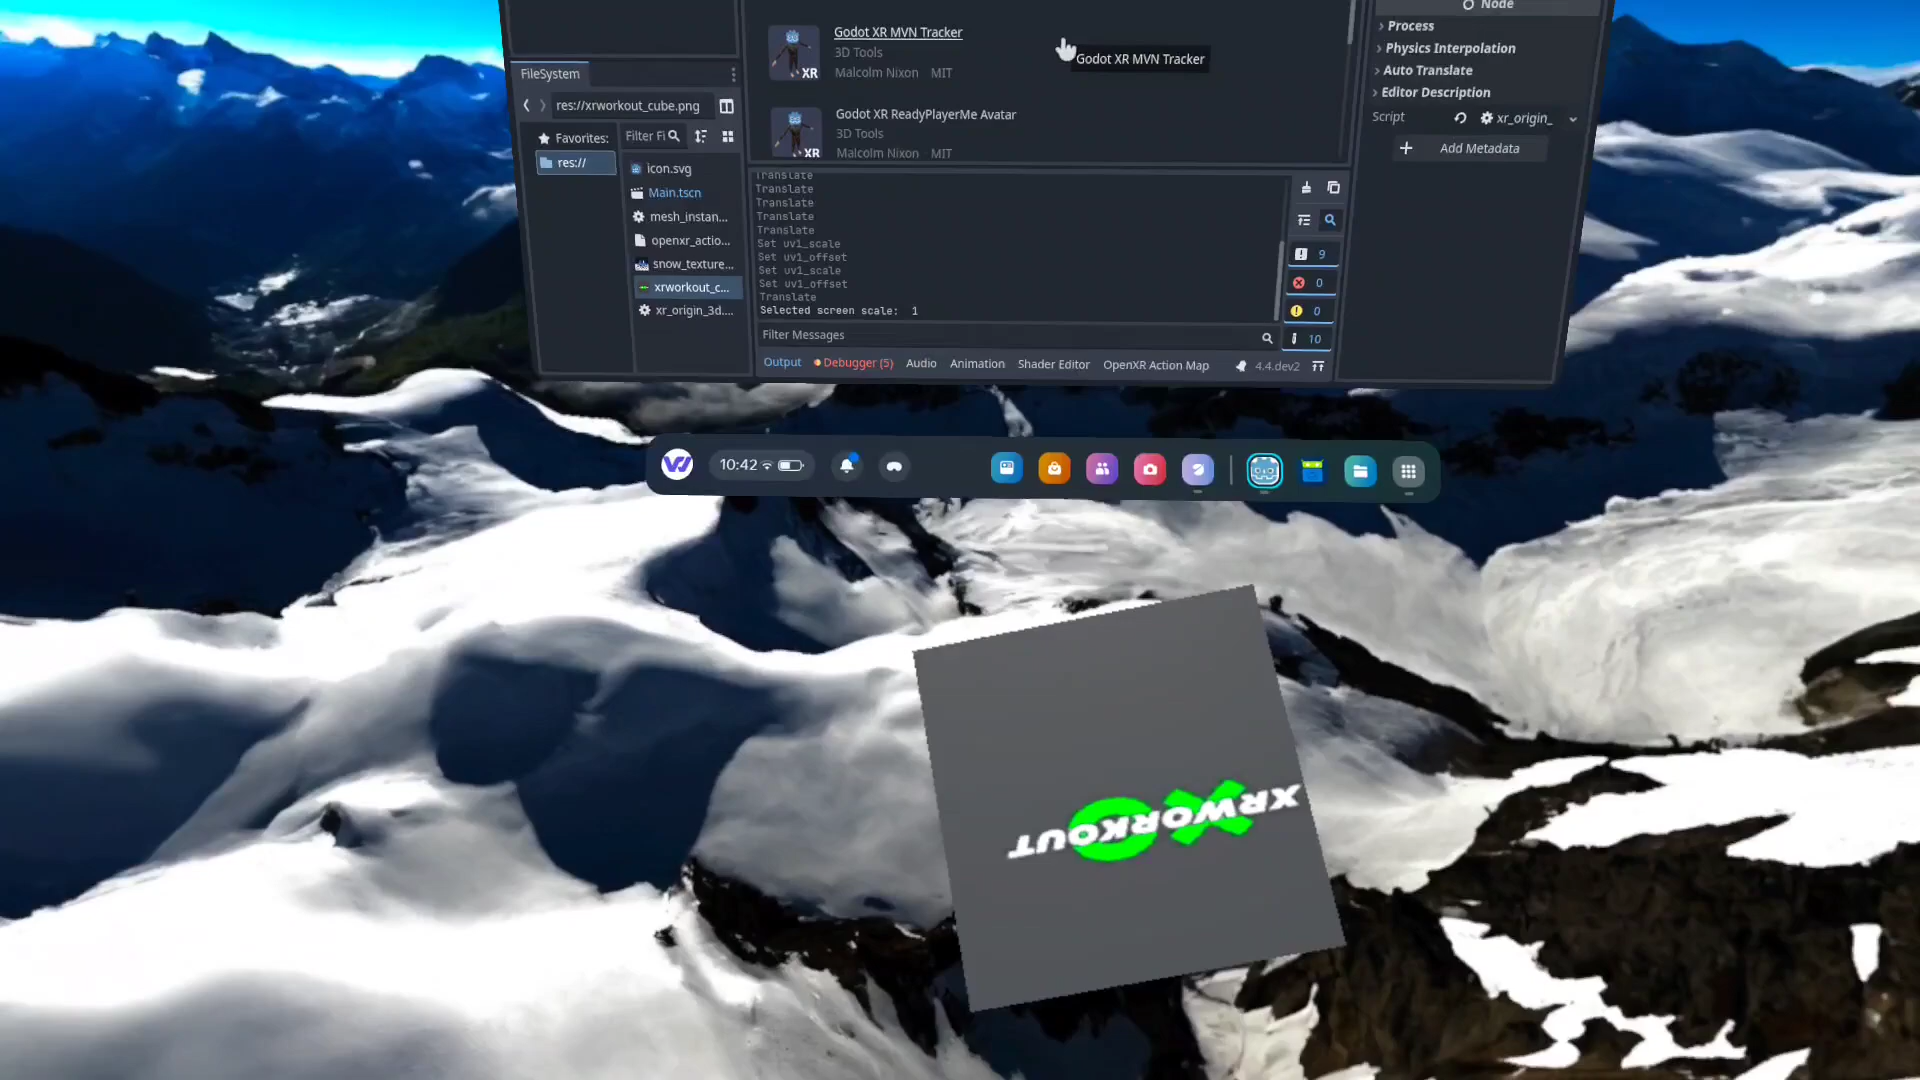 Node
Process
Physics Interpolation
Auto Translate
Editor Description
Script
xr_origin_
Add Metadata
Godot XR MVN Tracker
3D Tools
Malcolm Nixon MIT
XR
Godot XR MVN Tracker
Godot XR ReadyPlayerMe Avatar
3D Tools
Malcolm Nixon MIT
XR
FileSystem
res://xrworkout_cube.png
Favorites:
res://
Filter Fi
icon.svg
Main.tscn
mesh_instan...
openxr_actio...
snow_texture...
xrworkout_c...
xr_origin_3d....
Translate
Translate
Translate
Translate
Translate
Set uv1_scale
Set uv1_offset
Set uv1_scale
Set uv1_offset
Translate
Selected screen scale: 1
9
0
0
10
Filter Messages
Output
Debugger (5)
Audio
Animation
Shader Editor
OpenXR Action Map
4.4.dev2
10:42
XRWORKOUT